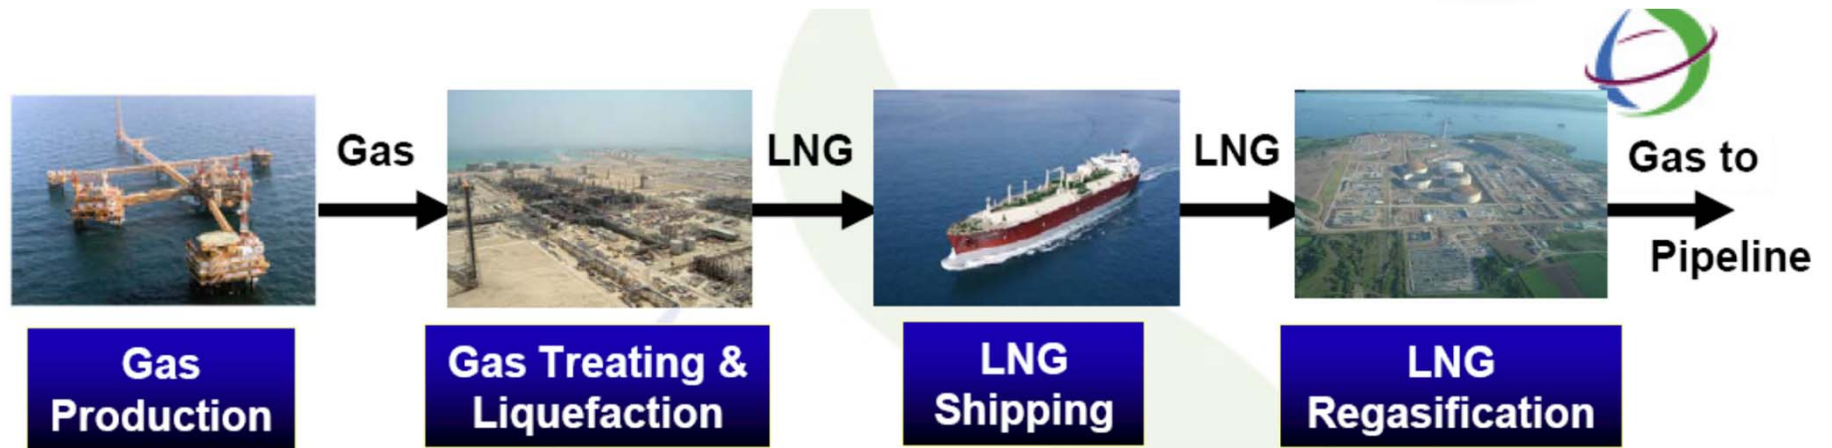 Gas
LNG
LNG
Gas to
Pipeline
Gas
Production
Gas Treating &
Liquefaction
LNG
Shipping
LNG
Regasification